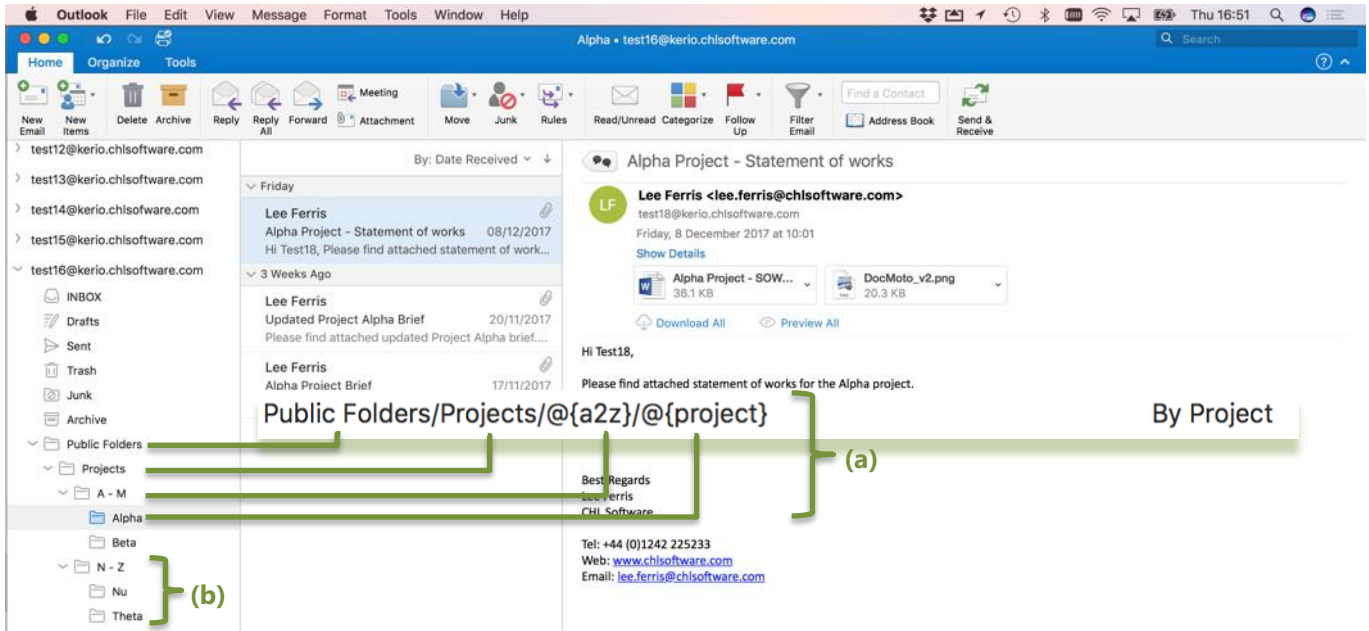 Outlook File Edit View Message Format Tools Window Help Thu 16:51
Alpha • test16@kerio.chlsoftware.com Search
Home Organize Tools
New Email New Items Delete Archive Reply Reply All Forward Meeting Attachment Move Junk Rules Read/Unread Categorize Follow Up Filter Email Find a Contact Address Book Send & Receive
test12@kerio.chlsoftware.com
test13@kerio.chlsoftware.com
test14@kerio.chlsofware.com
test15@kerio.chlsoftware.com
test16@kerio.chlsoftware.com
INBOX
Drafts
Sent
Trash
Junk
Archive
Public Folders
Projects
A - M
Alpha
Beta
N - Z
Nu
Theta
(b)
By: Date Received
Friday
Lee Ferris
Alpha Project - Statement of works 08/12/2017
Hi Test18, Please find attached statement of work...
3 Weeks Ago
Lee Ferris
Updated Project Alpha Brief 20/11/2017
Please find attached updated Project Alpha brief....
Lee Ferris
Alpha Project Brief 17/11/2017
Public Folders/Projects/@{a2z}/@{project} By Project
(a)
Alpha Project - Statement of works
LF
Lee Ferris <lee.ferris@chlsoftware.com>
test18@kerio.chlsoftware.com
Friday, 8 December 2017 at 10:01
Show Details
Alpha Project - SOW...
36.1 KB
DocMoto_v2.png
20.3 KB
Download All Preview All
Hi Test18,
Please find attached statement of works for the Alpha project.
Best Regards
Lee Ferris
CHL Software
Tel: +44 (0)1242 225233
Web: www.chlsoftware.com
Email: lee.ferris@chlsoftware.com